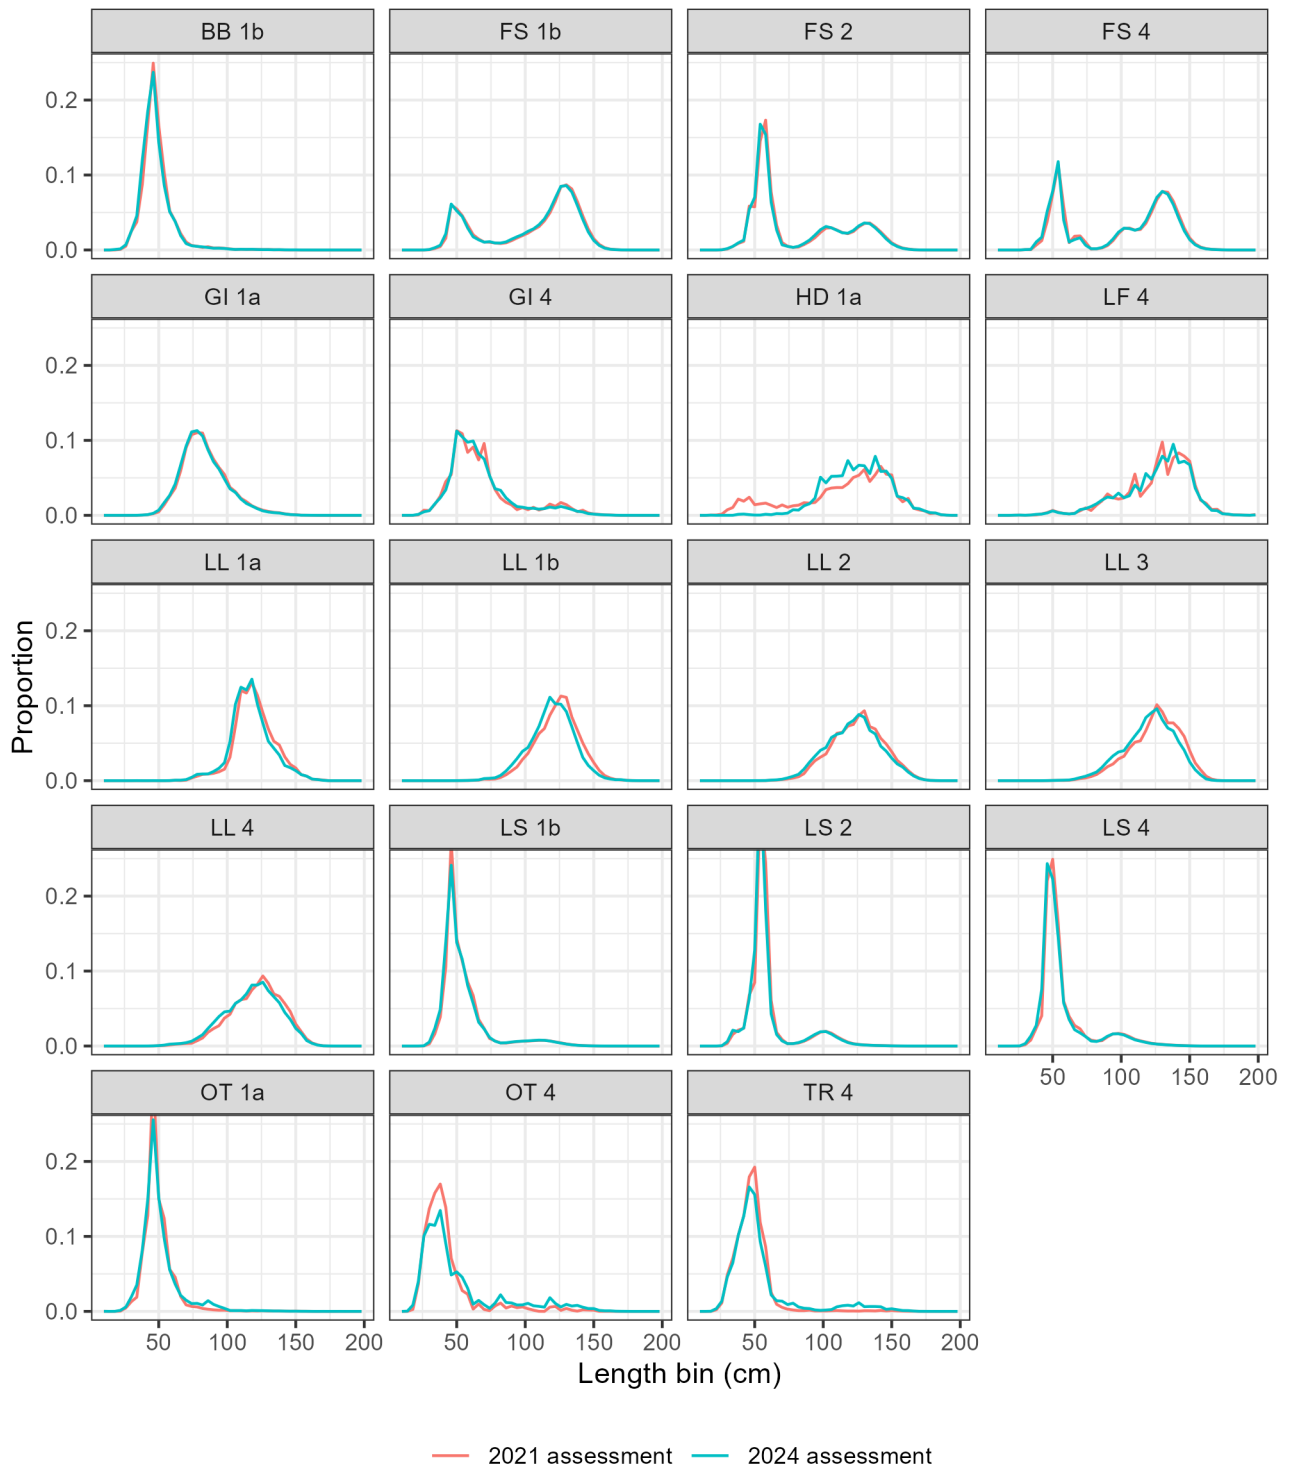 BB 1b FS 1b FS 2 FS 4
0.2
0.1
0.0
GI 1a GI 4 HD 1a LF 4
0.2
0.1
0.0
LL 1a LL 1b LL 2 LL 3
0.2
0.1
0.0
Proportion
LL 4 LS 1b LS 2 LS 4
0.2
0.1
0.0
50 100 150 200
OT 1a OT 4 TR 4
0.2
0.1
0.0
50 100 150 200 50 100 150 200 50 100 150 200
Length bin (cm)
2021 assessment 2024 assessment